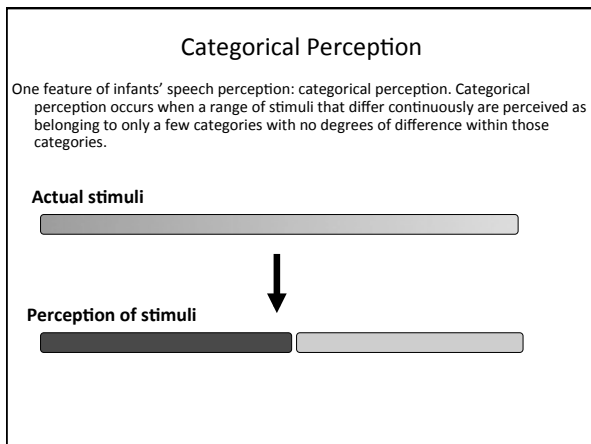 Categorical Perception
One feature of infants’ speech perception: categorical perception. Categorical
perception occurs when a range of stimuli that differ continuously are perceived as
belonging to only a few categories with no degrees of difference within those
categories.
Actual stimuli
Perception of stimuli